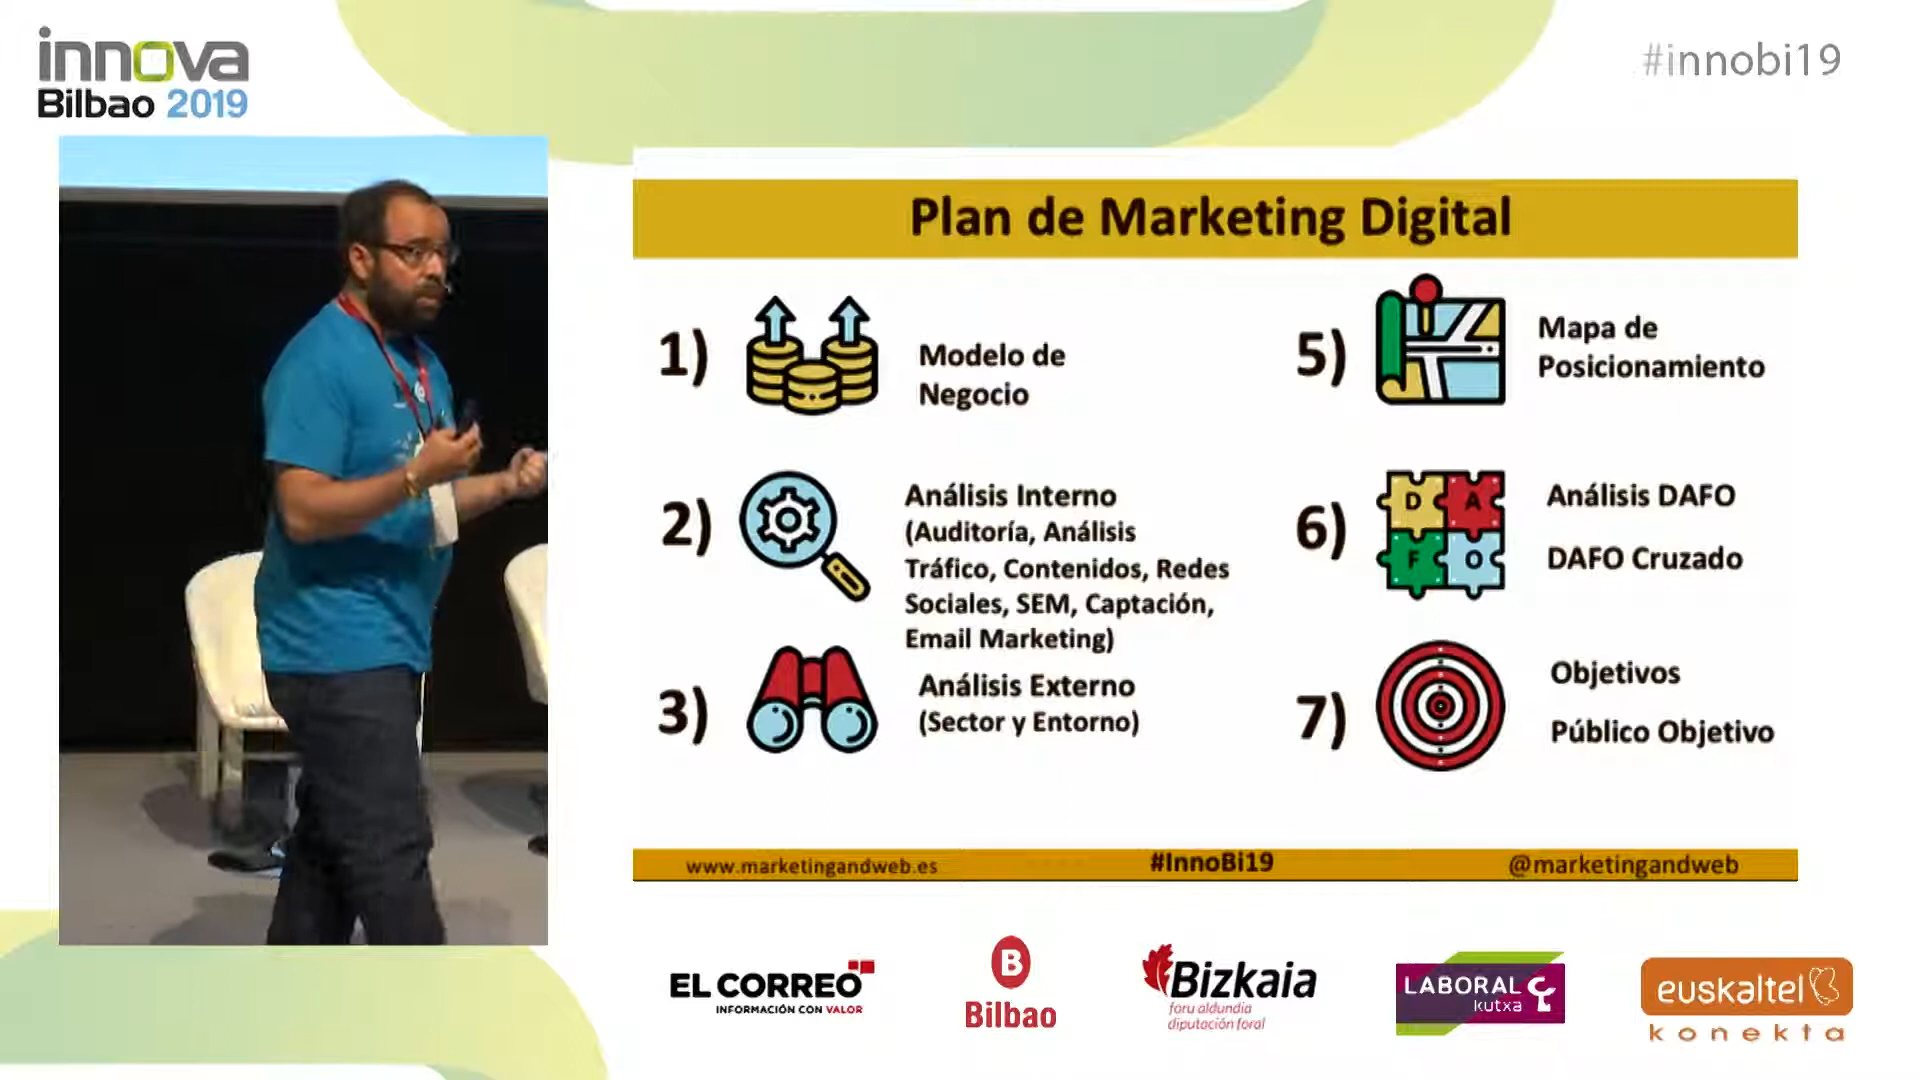 innova
Bilbao 2019
#innobi19
Plan de Marketing Digital
1)
Modelo de
Negocio
2)
Análisis Interno
(Auditoría, Análisis
Tráfico, Contenidos, Redes
Sociales, SEM, Captación,
Email Marketing)
3)
Análisis Externo
(Sector y Entorno)
5)
Mapa de
Posicionamiento
6)
D A
F O
Análisis DAFO
DAFO Cruzado
7)
Objetivos
Público Objetivo
www.marketingandweb.es
#InnoBi19
@marketingandweb
EL CORREO
INFORMACIÓN CON VALOR
B
Bilbao
Bizkaia
foru aldundia
diputación foral
LABORAL
kutxa
euskaltel
konekta